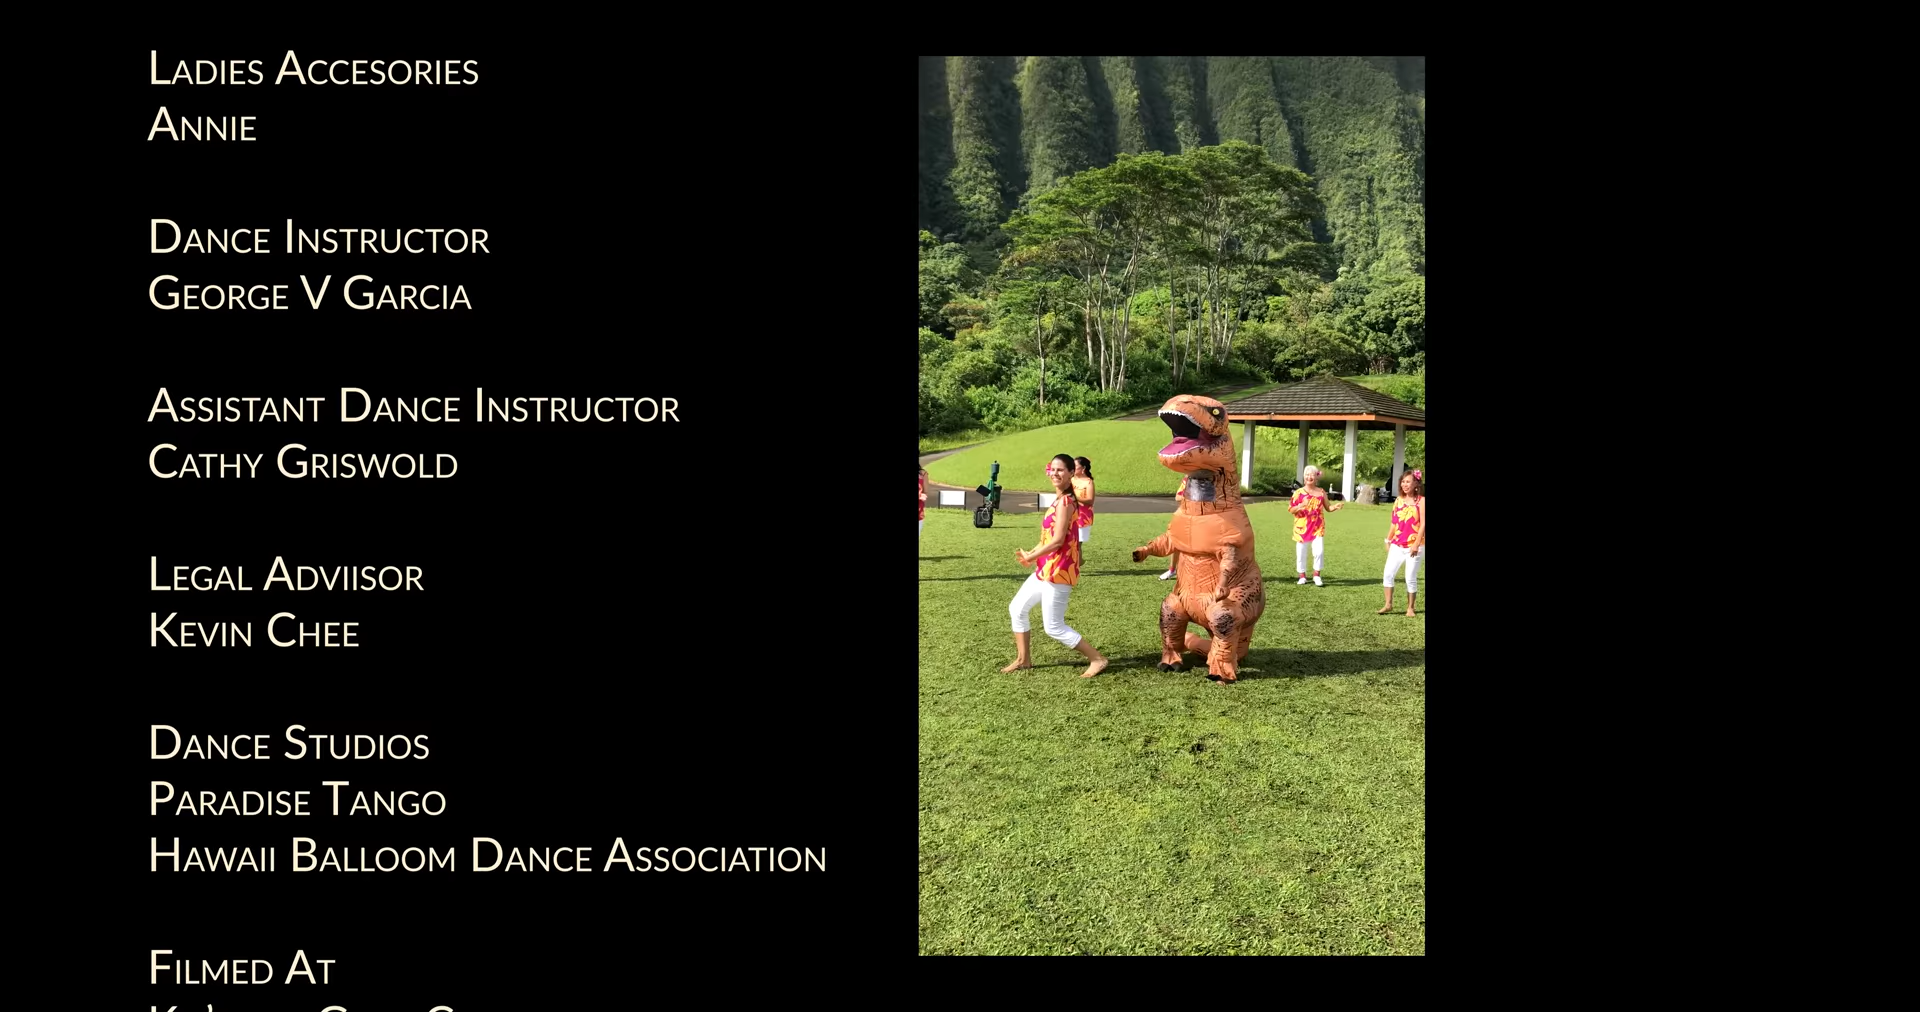 Ladies Accesories
Annie
Dance Instructor
George V Garcia
Assistant Dance Instructor
Cathy Griswold
Legal Adviisor
Kevin Chee
Dance Studios
Paradise Tango
Hawaii Balloom Dance Association
Filmed At